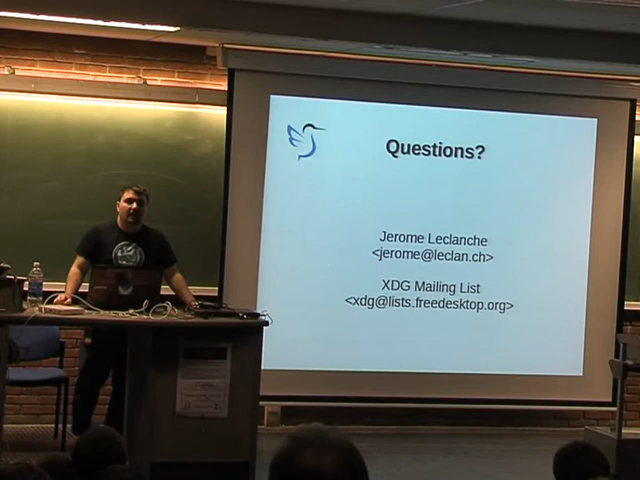 Questions?
Jerome Leclanche
<jerome@leclan.ch>
XDG Mailing List
<xdg@lists.freedesktop.org>